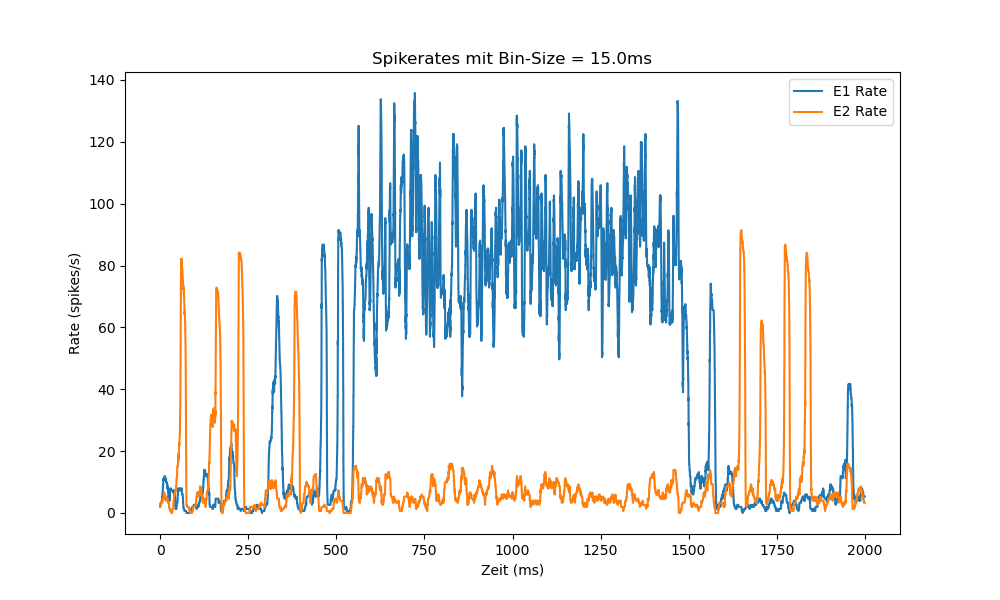 Spikerates mit Bin-Size = 15.0ms
140
120
100
80
60
40
20
0
Rate (spikes/s)
E1 Rate
E2 Rate
0 250 500 750 1000 1250 1500 1750 2000
Zeit (ms)